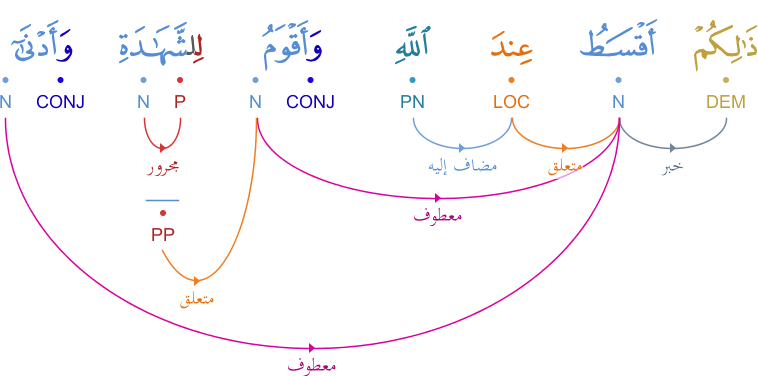 ذَٰلِكُمْ أَقْسَطُ عِندَ ٱللَّهِ وَأَقْوَمُ لِلشَّهَٰدَةِ وَأَدْنَىٰٓ
DEM N LOC PN CONJ N P N CONJ N
خبر متعلق مضاف إليه مجرور
معطوف
PP
متعلق
معطوف